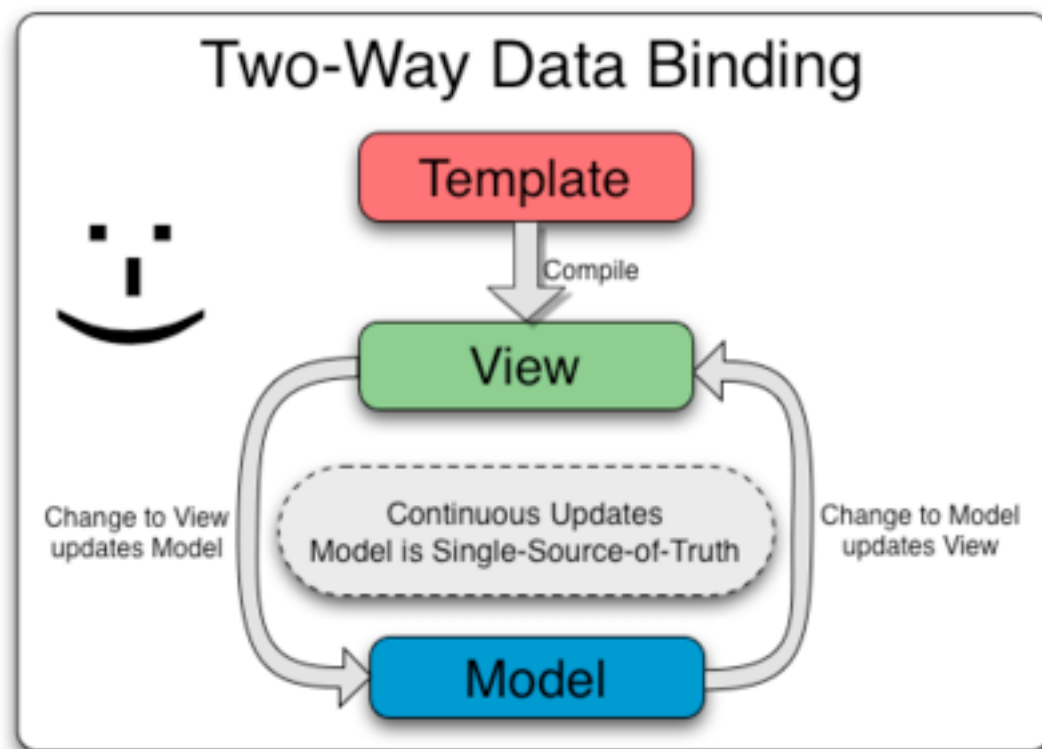 Two-Way Data Binding
Template
Compile
View
Change to View
updates Model
Continuous Updates
Model is Single-Source-of-Truth
Change to Model
updates View
Model